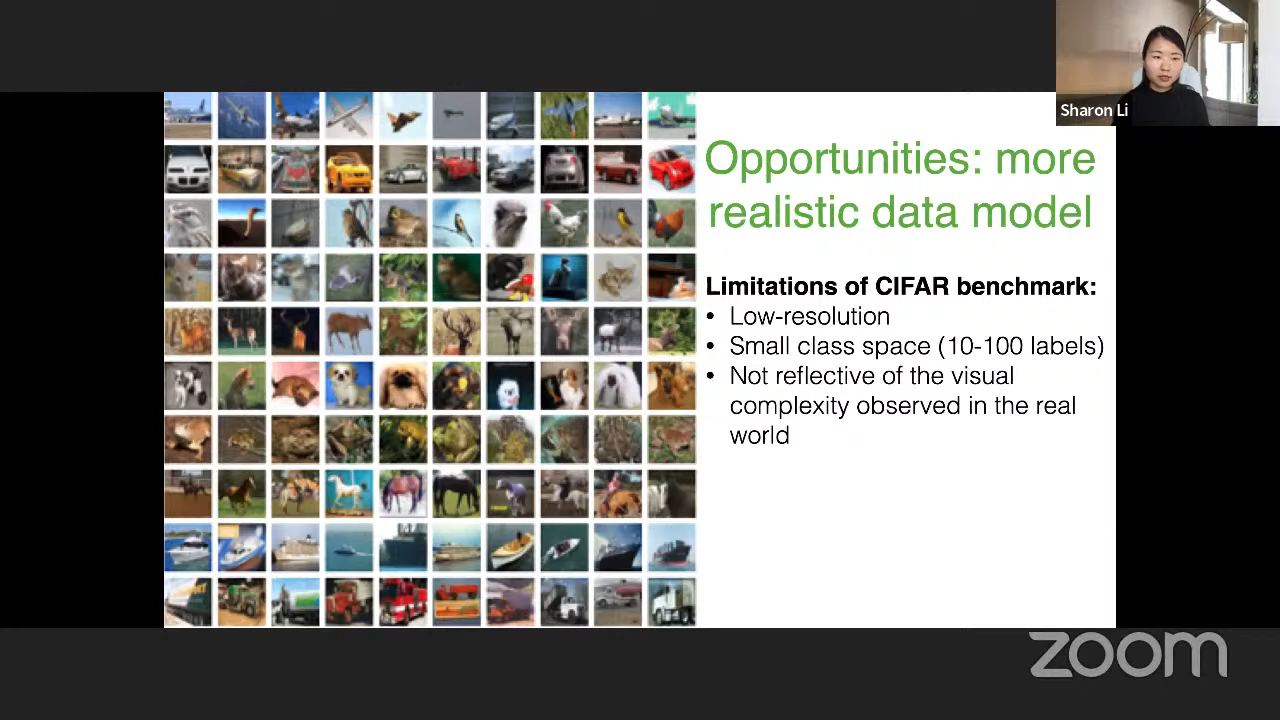 Sharon Li
Opportunities: more
realistic data model
Limitations of CIFAR benchmark:
• Low-resolution
• Small class space (10-100 labels)
• Not reflective of the visual
complexity observed in the real
world
zoom